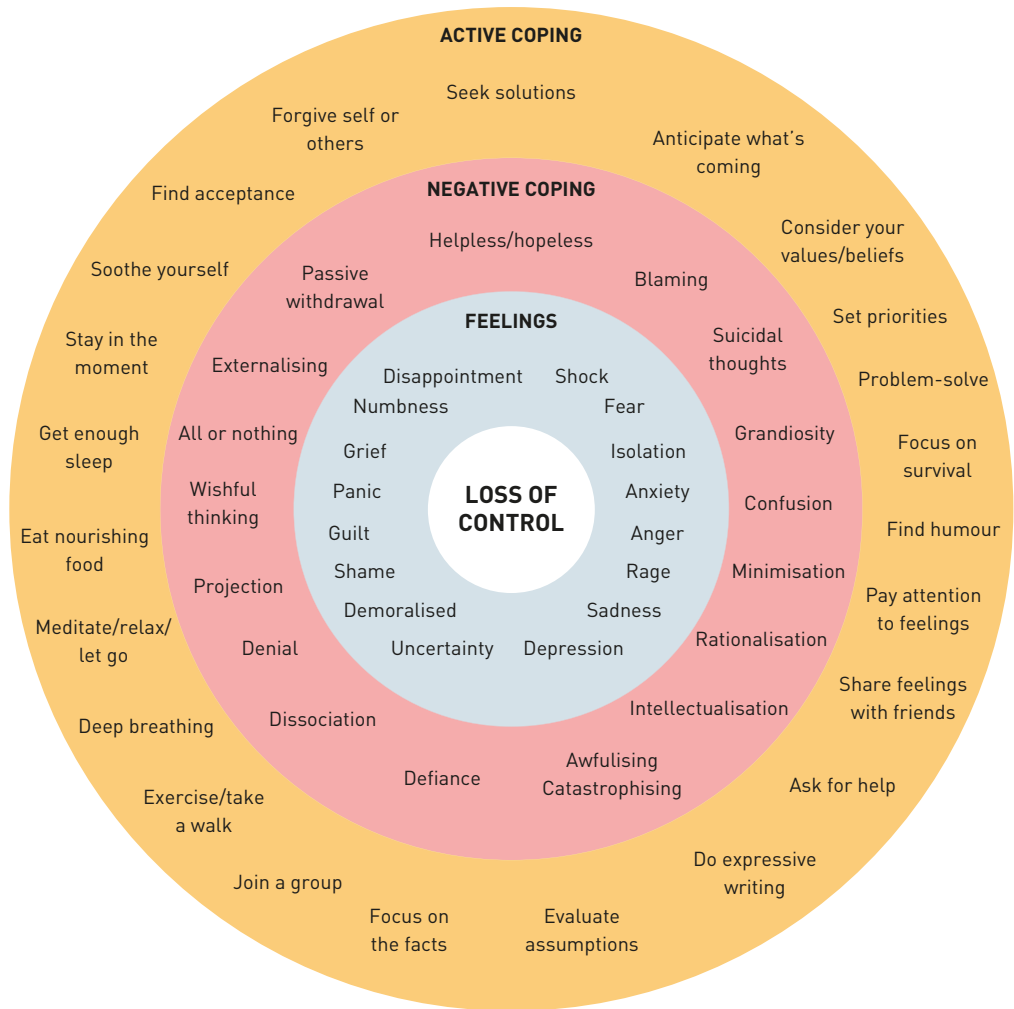 ACTIVE COPING
Seek solutions
Anticipate what's
coming
Consider your
values/beliefs
Set priorities
Problem-solve
Focus on
survival
Find humour
Pay attention
to feelings
Share feelings
with friends
Ask for help
Do expressive
writing
Evaluate
assumptions
Focus on
the facts
Join a group
Exercise/take
a walk
Deep breathing
Meditate/relax/
let go
Eat nourishing
food
Get enough
sleep
Stay in the
moment
Soothe yourself
Find acceptance
Forgive self or
others
NEGATIVE COPING
Helpless/hopeless
Blaming
Suicidal
thoughts
Grandiosity
Confusion
Minimisation
Rationalisation
Intellectualisation
Awfulising
Catastrophising
Defiance
Dissociation
Denial
Projection
Wishful
thinking
All or nothing
Externalising
Passive
withdrawal
FEELINGS
Disappointment
Shock
Fear
Isolation
Anxiety
Anger
Rage
Sadness
Depression
Uncertainty
Demoralised
Shame
Guilt
Panic
Grief
Numbness
LOSS OF
CONTROL